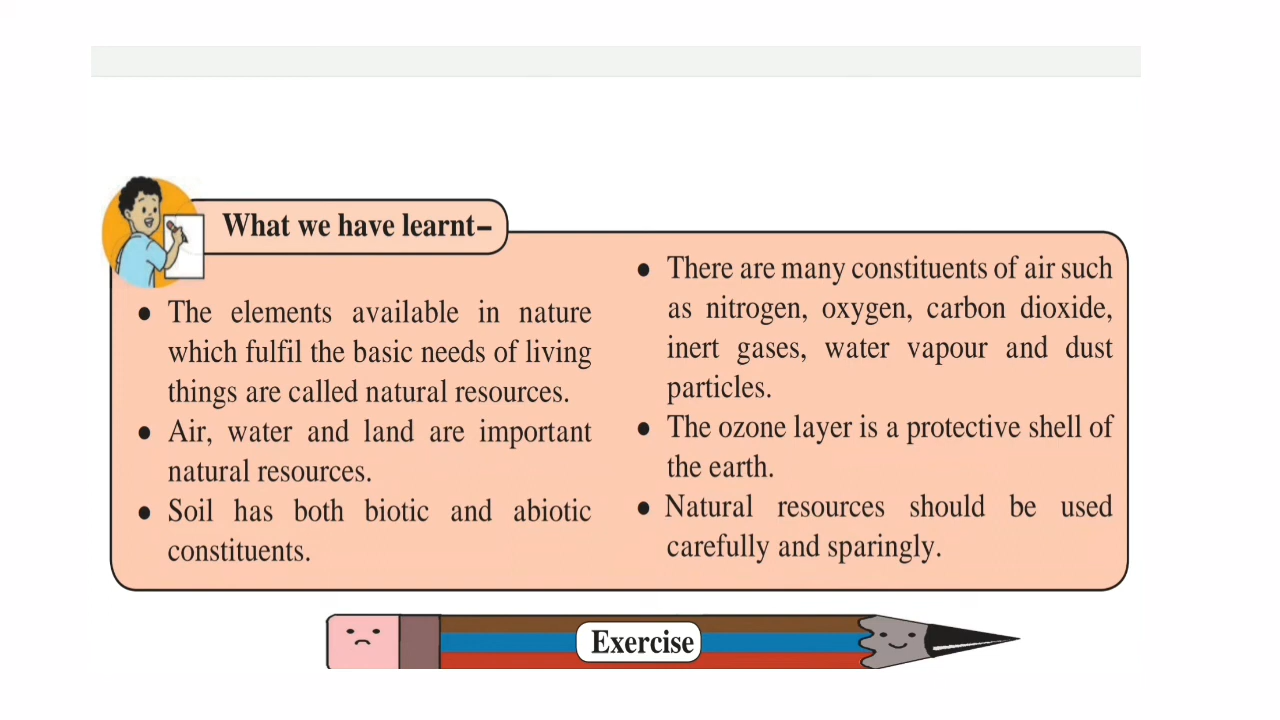 What we have learnt–
● The elements available in nature
which fulfil the basic needs of living
things are called natural resources.
● Air, water and land are important
natural resources.
● Soil has both biotic and abiotic
constituents.
● There are many constituents of air such
as nitrogen, oxygen, carbon dioxide,
inert gases, water vapour and dust
particles.
● The ozone layer is a protective shell of
the earth.
● Natural resources should be used
carefully and sparingly.
Exercise